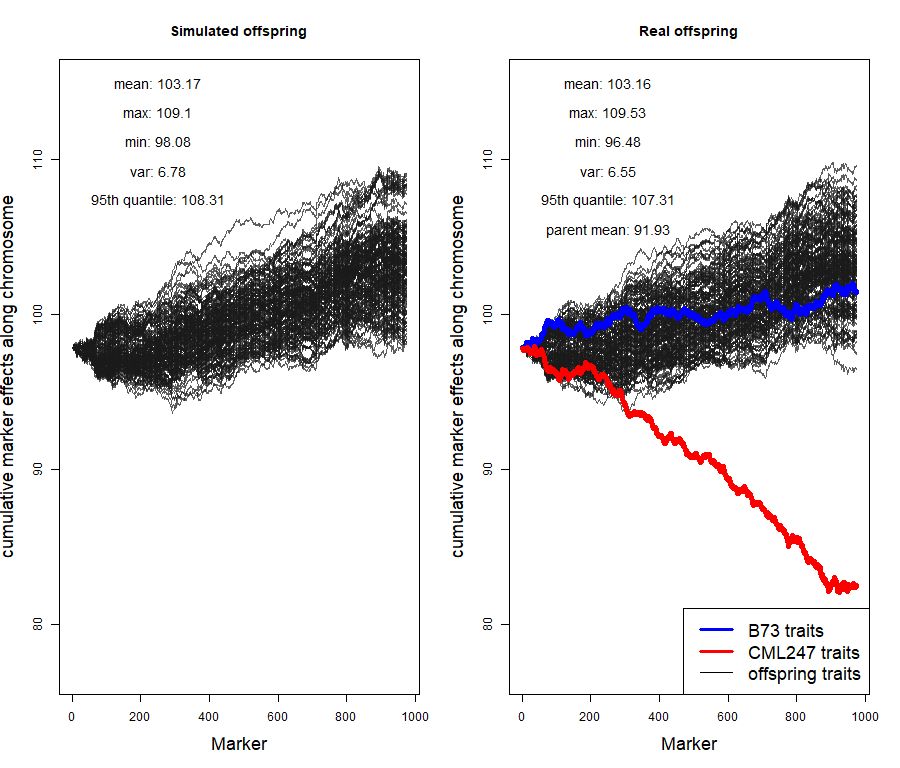 Simulated offspring
mean: 103.17
max: 109.1
min: 98.08
var: 6.78
95th quantile: 108.31
cumulative marker effects along chromosome
110
100
90
80
0 200 400 600 800 1000
Marker
Real offspring
mean: 103.16
max: 109.53
min: 96.48
var: 6.55
95th quantile: 107.31
parent mean: 91.93
cumulative marker effects along chromosome
110
100
90
80
B73 traits
CML247 traits
offspring traits
0 200 400 600 800 1000
Marker